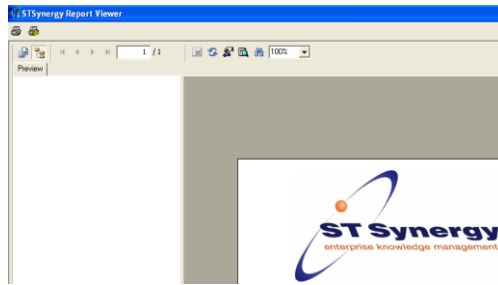 STSynergy Report Viewer
1 /1 100%
Preview
ST Synergy
enterprise knowledge management